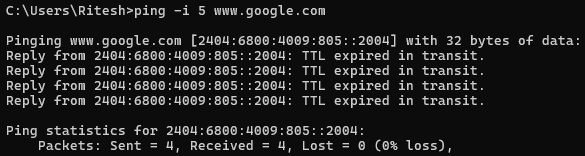 C:\Users\Ritesh>ping -i 5 www.google.com
Pinging www.google.com [2404:6800:4009:805::2004] with 32 bytes of data:
Reply from 2404:6800:4009:805::2004: TTL expired in transit.
Reply from 2404:6800:4009:805::2004: TTL expired in transit.
Reply from 2404:6800:4009:805::2004: TTL expired in transit.
Reply from 2404:6800:4009:805::2004: TTL expired in transit.
Ping statistics for 2404:6800:4009:805::2004:
    Packets: Sent = 4, Received = 4, Lost = 0 (0% loss),